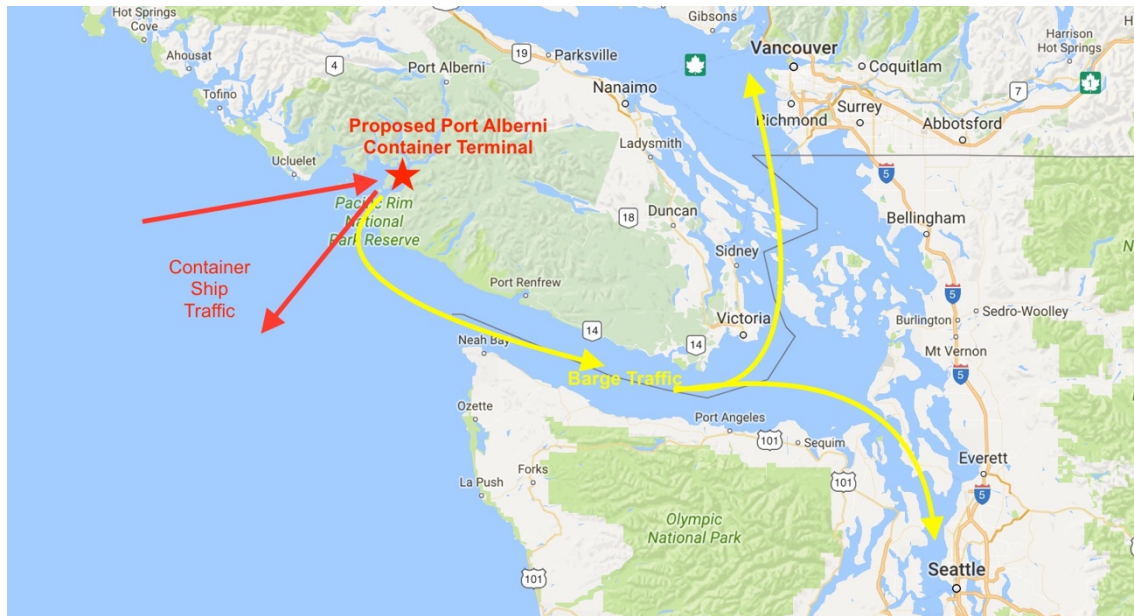 Hot Springs
Cove
Ahousat
Tofino
Ucluelet
4
Port Alberni
19
Parksville
Nanaimo
Ladysmith
18
Duncan
Sidney
Victoria
Gibsons
Vancouver
Coquitlam
Richmond
Surrey
Abbotsford
7
1
Harrison
Hot Springs
H
Proposed Port Alberni
Container Terminal
Pacific Rim
National
Park Reserve
Container
Ship
Traffic
Port Renfrew
14
14
Neah Bay
Barge Traffic
5
Bellingham
5
Burlington
Sedro-Woolley
Mt Vernon
5
Ozette
Port Angeles
101
Sequim
101
Forks
La Push
Everett
5
Olympic
National Park
101
Seattle